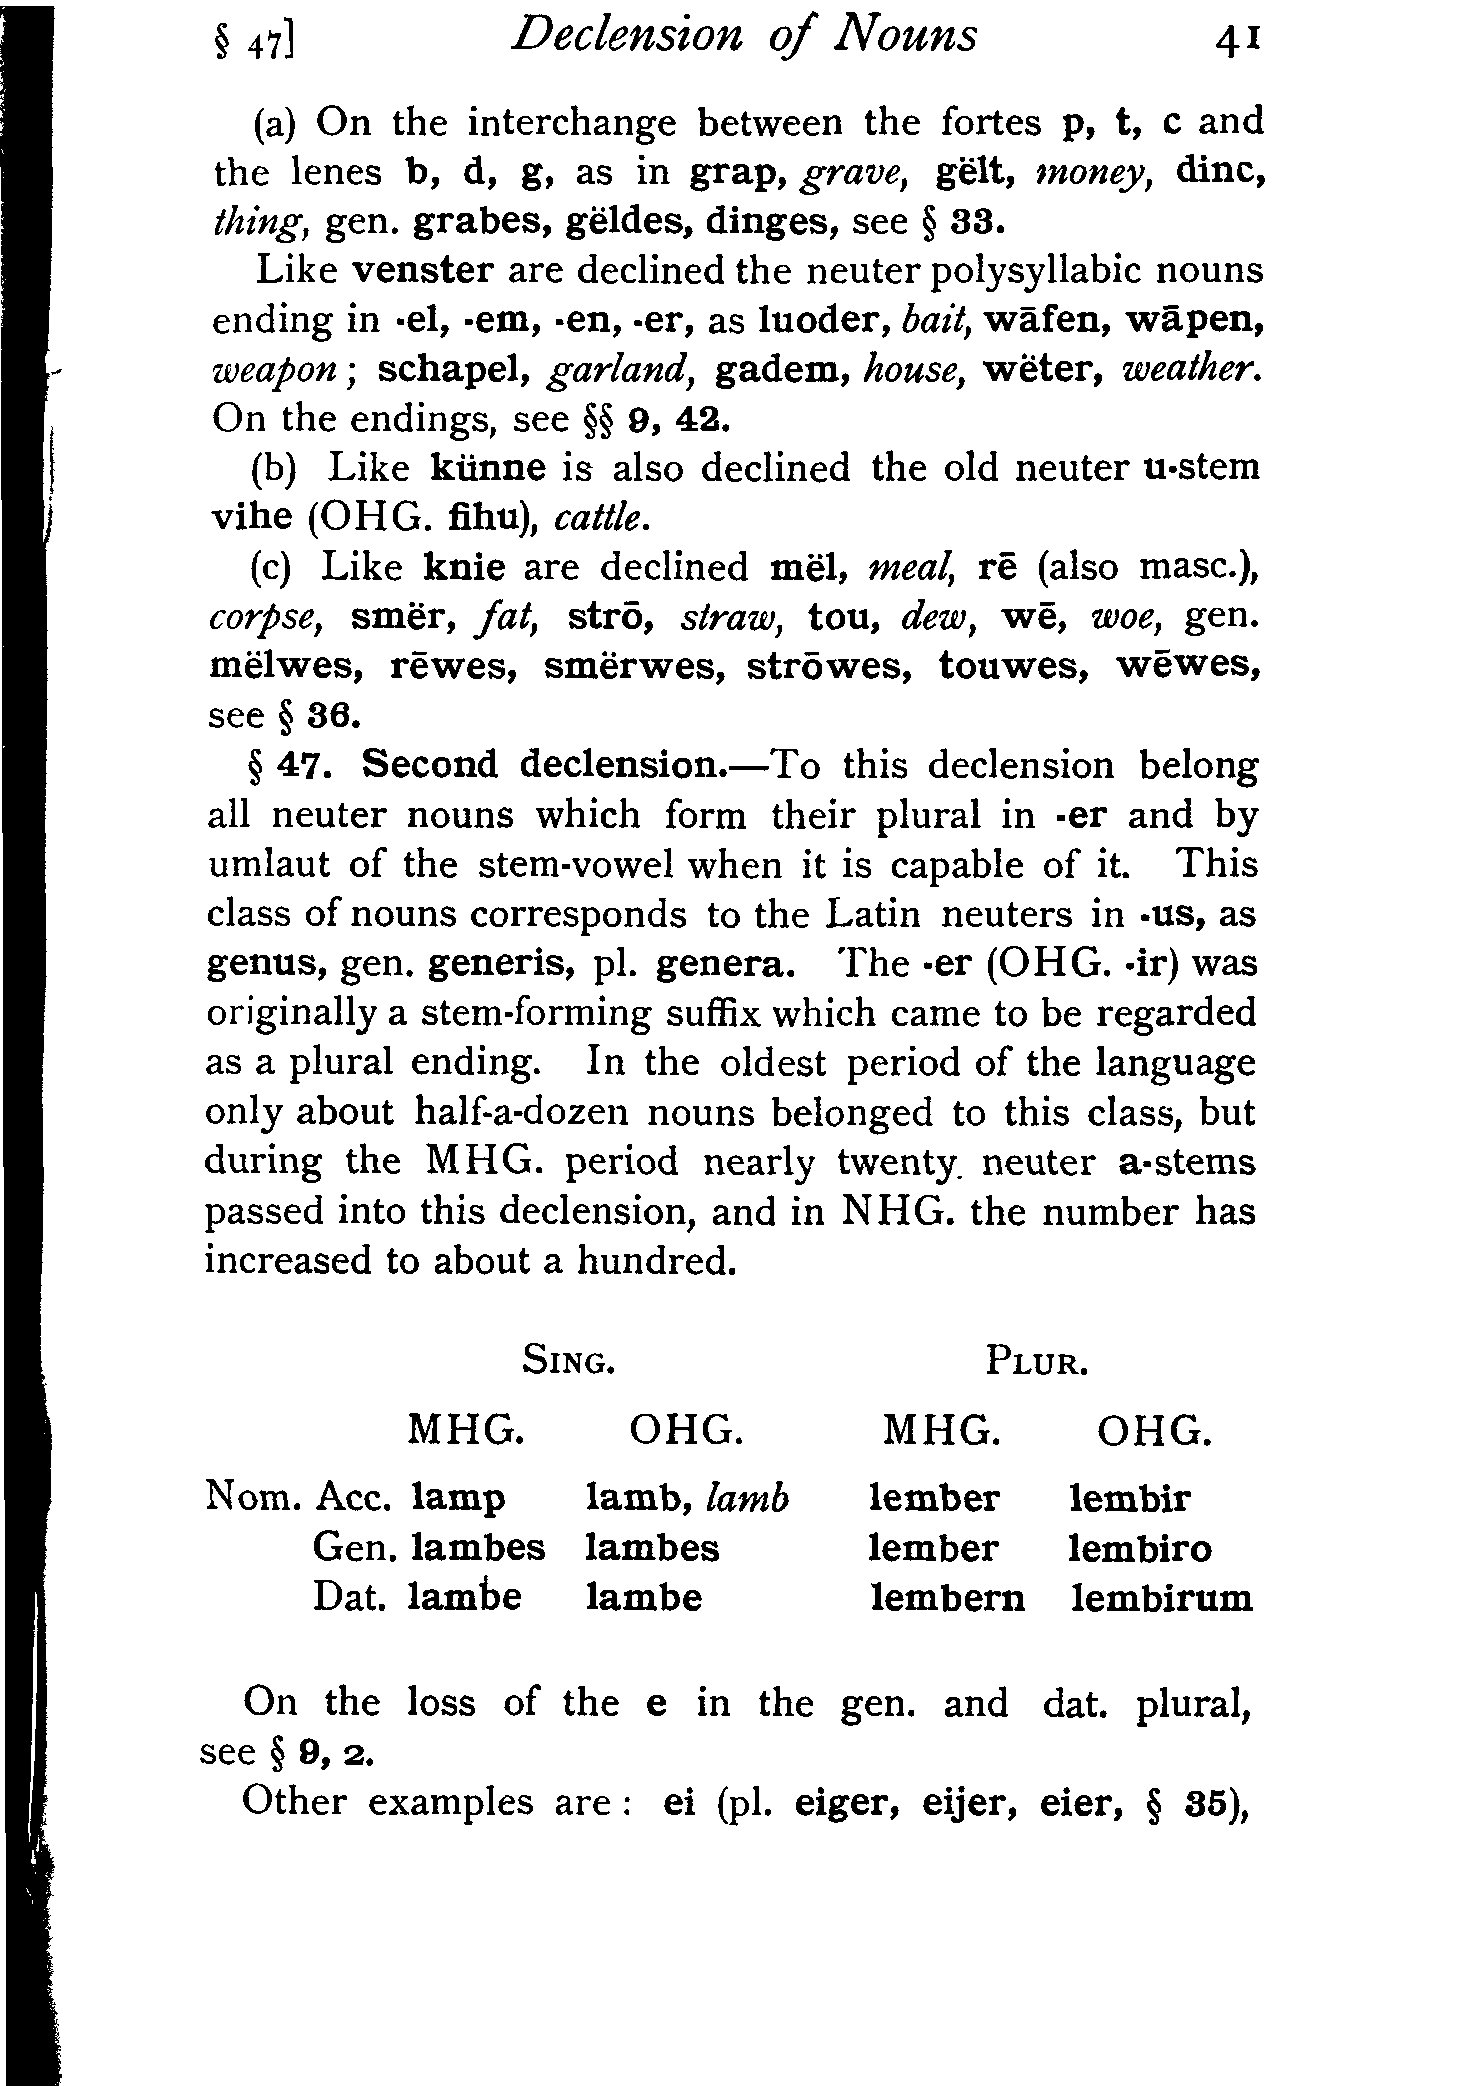 § 47] Declension of Nouns 41
(a) On the interchange between the fortes p, t, c and
the lenes b, d, g, as in grap, grave, gëlt, money, dinc,
thing, gen. grabes, gëldes, dinges, see § 33.
Like venster are declined the neuter polysyllabic nouns
ending in -el, -em, -en, -er, as luoder, bait, wāfen, wāpen,
weapon; schapel, garland, gadem, house, wëter, weather.
On the endings, see §§ 9, 42.
(b) Like künne is also declined the old neuter u-stem
vihe (OHG. fihu), cattle.
(c) Like knie are declined mël, meal, rē (also masc.),
corpse, smër, fat, strō, straw, tou, dew, wē, woe, gen.
mëlwes, rēwes, smërwes, strōwes, touwes, wēwes,
see § 36.
§ 47. Second declension.—To this declension belong
all neuter nouns which form their plural in -er and by
umlaut of the stem-vowel when it is capable of it. This
class of nouns corresponds to the Latin neuters in -us, as
genus, gen. generis, pl. genera. The -er (OHG. -ir) was
originally a stem-forming suffix which came to be regarded
as a plural ending. In the oldest period of the language
only about half-a-dozen nouns belonged to this class, but
during the MHG. period nearly twenty neuter a-stems
passed into this declension, and in NHG. the number has
increased to about a hundred.
SING. PLUR.
MHG. OHG. MHG. OHG.
Nom. Acc. lamp lamb, lamb lember lembir
Gen. lambes lambes lember lembiro
Dat. lambe lambe lembern lembirum
On the loss of the e in the gen. and dat. plural,
see § 9, 2.
Other examples are: ei (pl. eiger, eijer, eier, § 35),